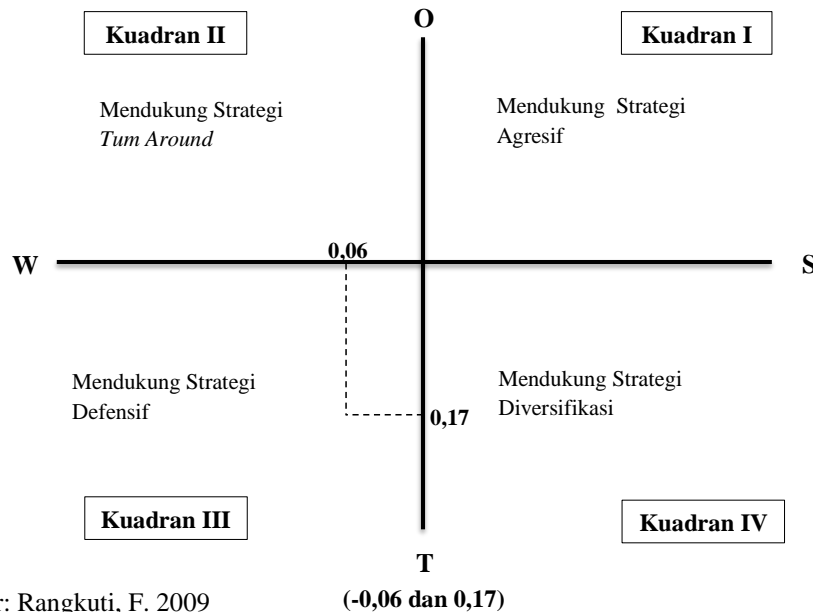 Kuadran II
O
Kuadran I
Mendukung Strategi
Tum Around
Mendukung Strategi
Agresif
0,06
W
S
Mendukung Strategi
Defensif
0,17
Mendukung Strategi
Diversifikasi
Kuadran III
Kuadran IV
T
r: Rangkuti, F. 2009
(-0,06 dan 0,17)